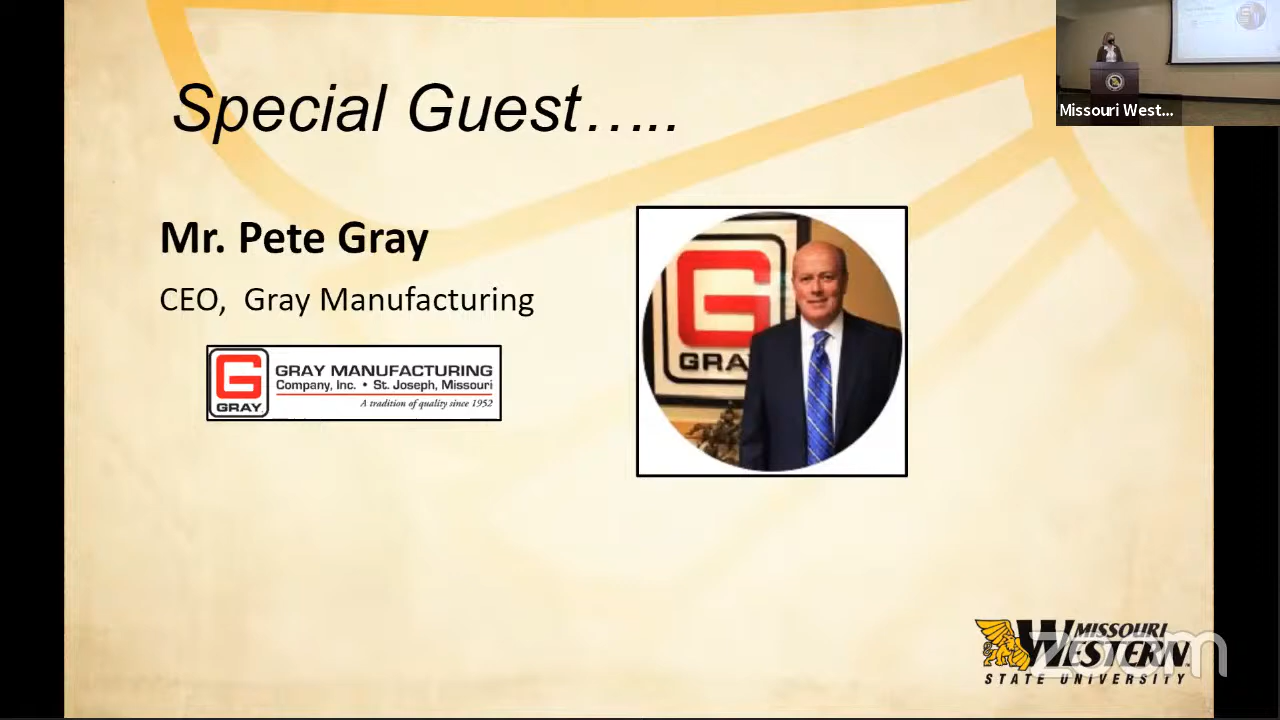 Special Guest…..
Missouri West...
Mr. Pete Gray
CEO,  Gray Manufacturing
G
GRAY
GRAY MANUFACTURING
Company, Inc. • St. Joseph, Missouri
A tradition of quality since 1952
G
GRA
MISSOURI
WESTERN
STATE UNIVERSITY
zoom